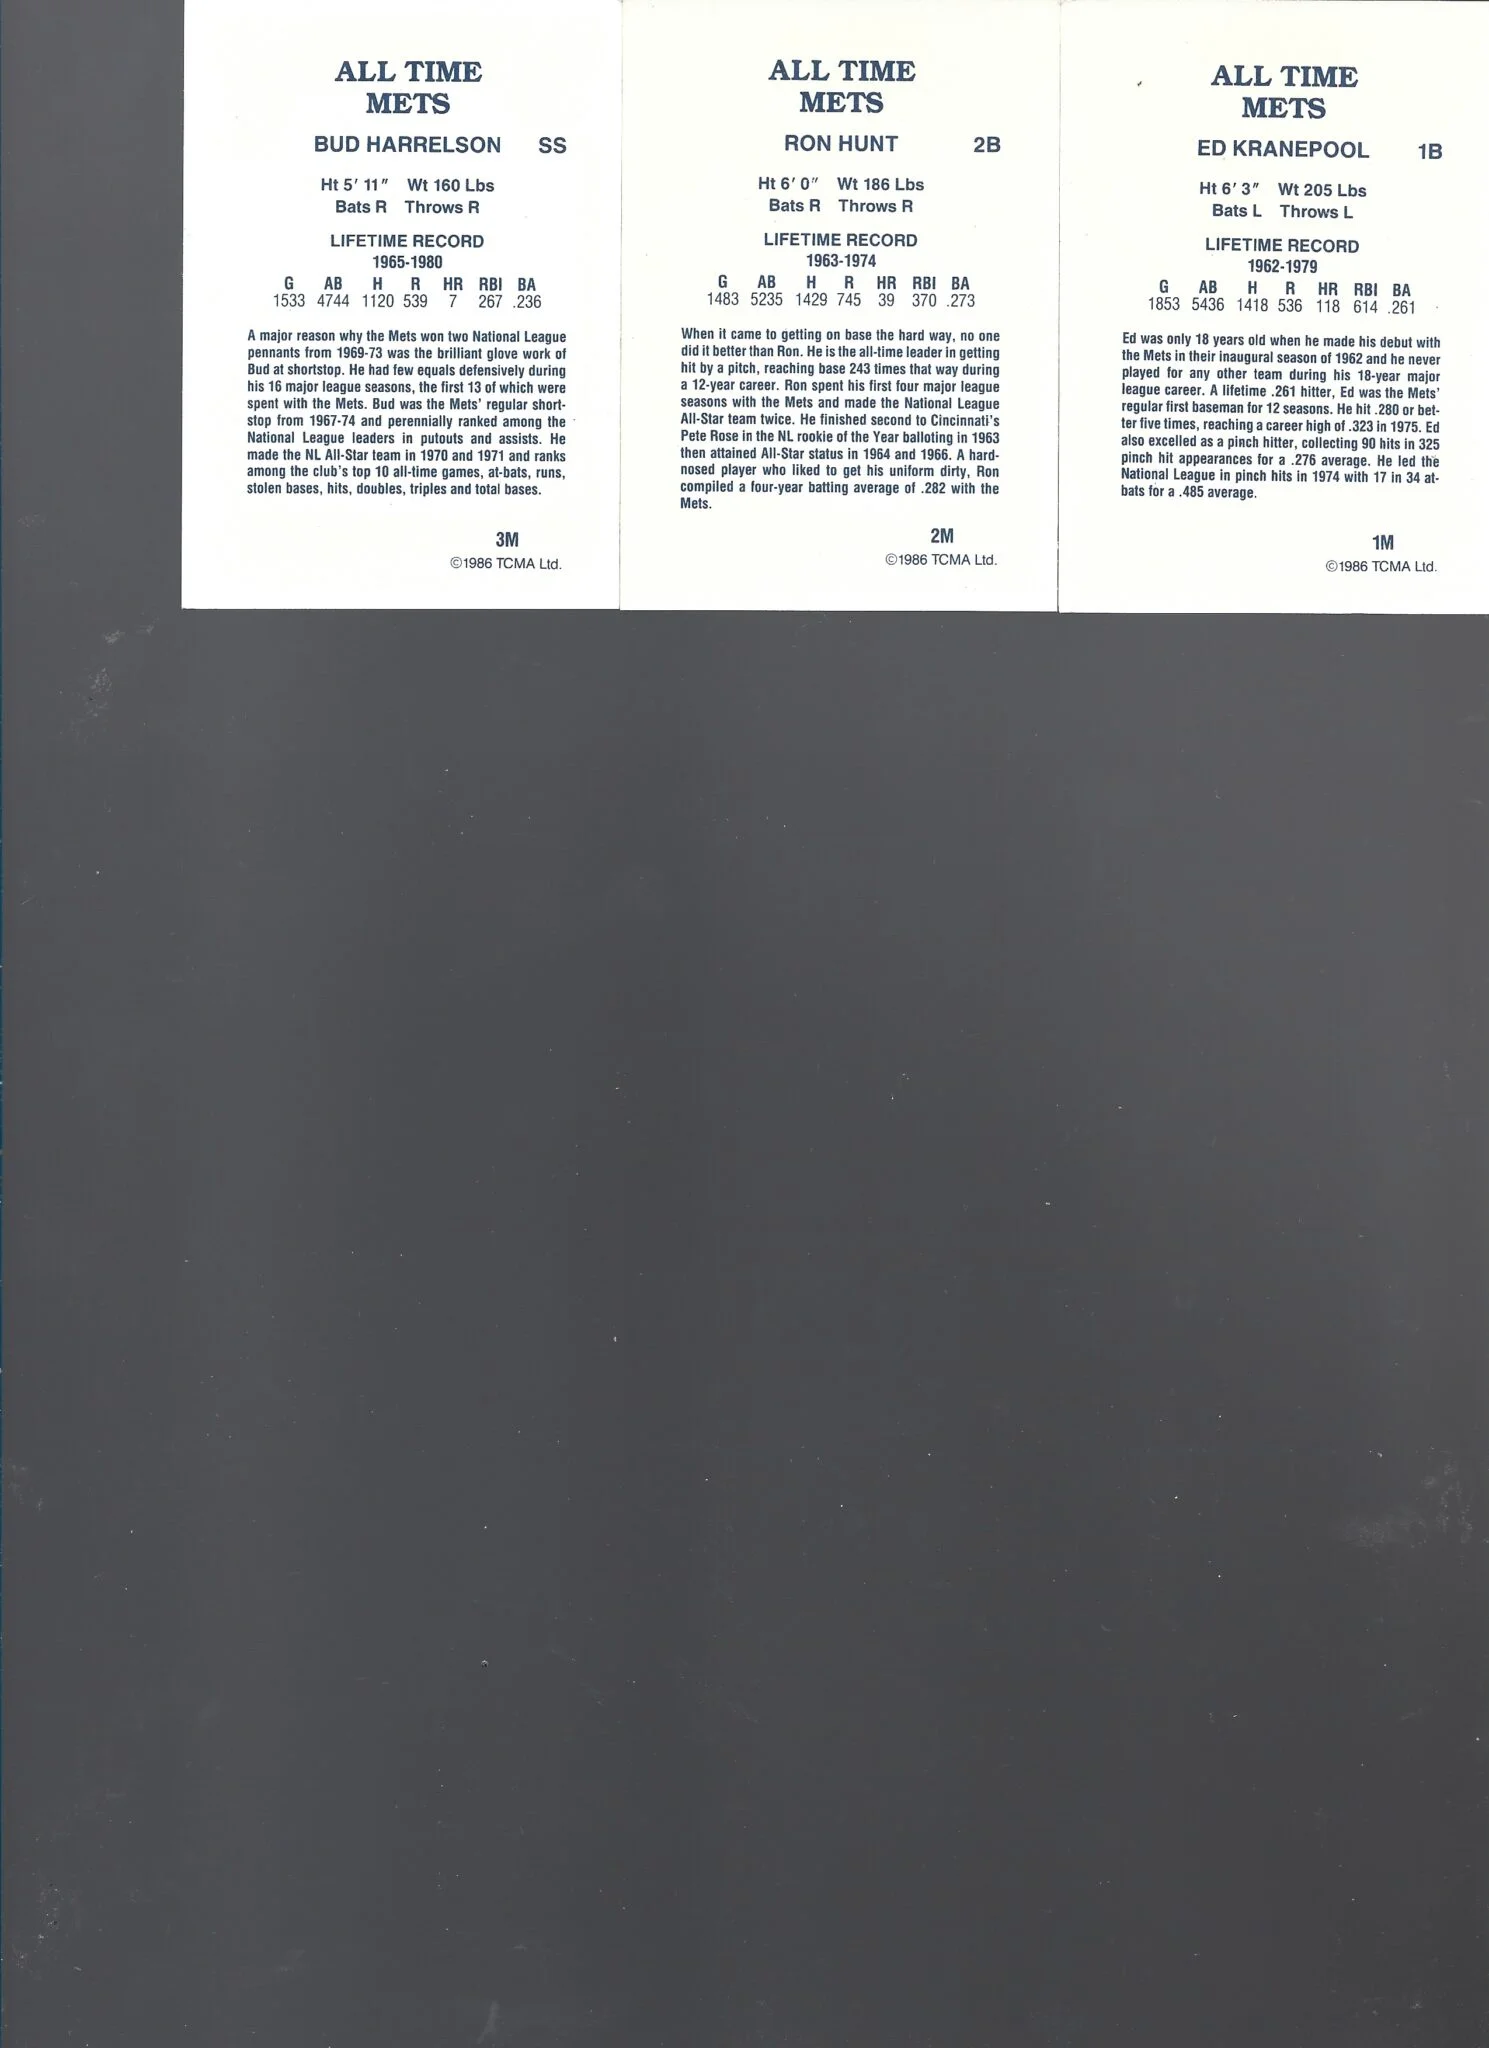 ALL TIME
METS
BUD HARRELSON SS
Ht 5' 11" Wt 160 Lbs
Bats R Throws R
LIFETIME RECORD
1965-1980
G AB H R HR RBI BA
1533 4744 1120 539 7 267 .236
A major reason why the Mets won two National League
pennants from 1969-73 was the brilliant glove work of
Bud at shortstop. He had few equals defensively during
his 16 major league seasons, the first 13 of which were
spent with the Mets. Bud was the Mets' regular short-
stop from 1967-74 and perennially ranked among the
National League leaders in putouts and assists. He
made the NL All-Star team in 1970 and 1971 and ranks
among the club's top 10 all-time games, at-bats, runs,
stolen bases, hits, doubles, triples and total bases.
3M
©1986 TCMA Ltd.
ALL TIME
METS
RON HUNT 2B
Ht 6' 0" Wt 186 Lbs
Bats R Throws R
LIFETIME RECORD
1963-1974
G AB H R HR RBI BA
1483 5235 1429 745 39 370 .273
When it came to getting on base the hard way, no one
did it better than Ron. He is the all-time leader in getting
hit by a pitch, reaching base 243 times that way during
a 12-year career. Ron spent his first four major league
seasons with the Mets and made the National League
All-Star team twice. He finished second to Cincinnati's
Pete Rose in the NL rookie of the Year balloting in 1963
then attained All-Star status in 1964 and 1966. A hard-
nosed player who liked to get his uniform dirty, Ron
compiled a four-year batting average of .282 with the
Mets.
2M
©1986 TCMA Ltd.
ALL TIME
METS
ED KRANEPOOL 1B
Ht 6' 3" Wt 205 Lbs
Bats L Throws L
LIFETIME RECORD
1962-1979
G AB H R HR RBI BA
1853 5436 1418 536 118 614 .261
Ed was only 18 years old when he made his debut with
the Mets in their inaugural season of 1962 and he never
played for any other team during his 18-year major
league career. A lifetime .261 hitter, Ed was the Mets'
regular first baseman for 12 seasons. He hit .280 or bet-
ter five times, reaching a career high of .323 in 1975. Ed
also excelled as a pinch hitter, collecting 90 hits in 325
pinch hit appearances for a .276 average. He led the
National League in pinch hits in 1974 with 17 in 34 at-
bats for a .485 average.
1M
©1986 TCMA Ltd.